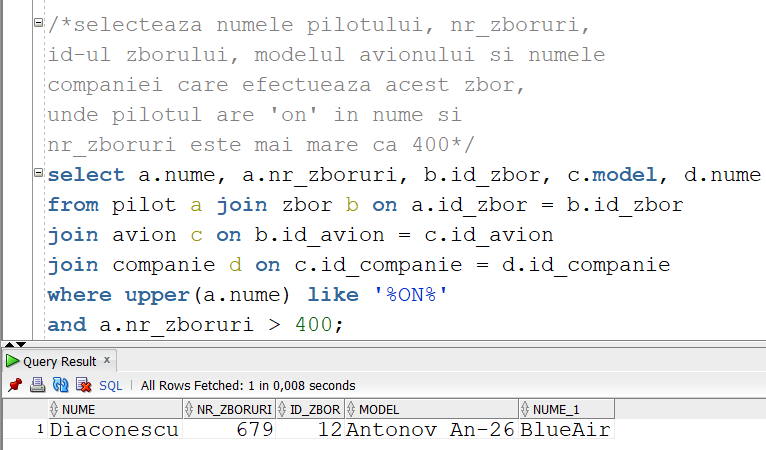 /*selecteaza numele pilotului, nr_zboruri,
id-ul zborului, modelul avionului si numele
companiei care efectueaza acest zbor,
unde pilotul are 'on' in nume si
nr_zboruri este mai mare ca 400*/
select a.nume, a.nr_zboruri, b.id_zbor, c.model, d.nume
from pilot a join zbor b on a.id_zbor = b.id_zbor
join avion c on b.id_avion = c.id_avion
join companie d on c.id_companie = d.id_companie
where upper(a.nume) like '%ON%'
and a.nr_zboruri > 400;
Query Result x
SQL | All Rows Fetched: 1 in 0,008 seconds
NUME NR_ZBORURI ID_ZBOR MODEL NUME_1
1 Diaconescu 679 12 Antonov An-26 BlueAir